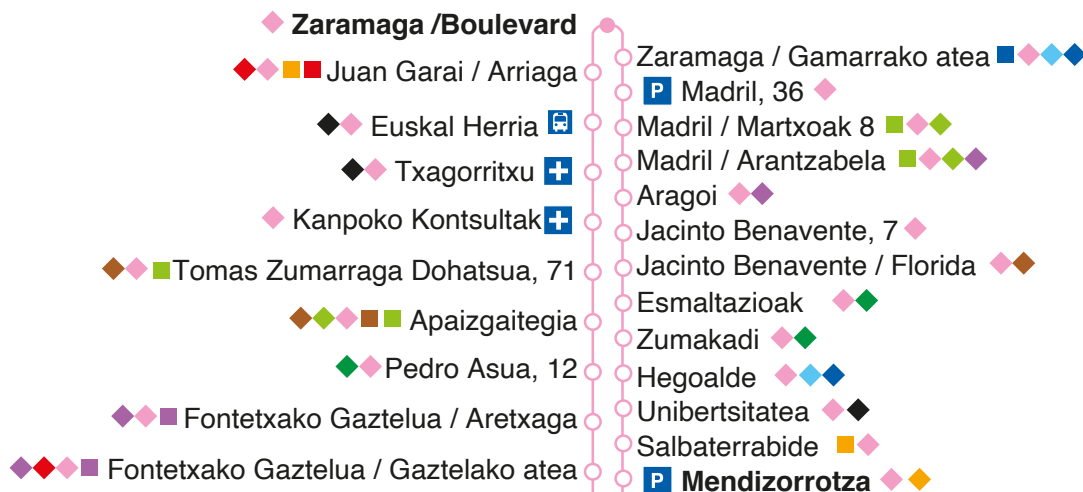 Zaramaga /Boulevard
Juan Garai / Arriaga
Euskal Herria
Txagorritxu
Kanpoko Kontsultak
Tomas Zumarraga Dohatsua, 71
Apaizgaitegia
Pedro Asua, 12
Fontetxako Gaztelua / Aretxaga
Fontetxako Gaztelua / Gaztelako atea
Zaramaga / Gamarrako atea
P Madril, 36
Madril / Martxoak 8
Madril / Arantzabela
Aragoi
Jacinto Benavente, 7
Jacinto Benavente / Florida
Esmaltazioak
Zumakadi
Hegoalde
Unibertsitatea
Salbaterrabide
P Mendizorrotza